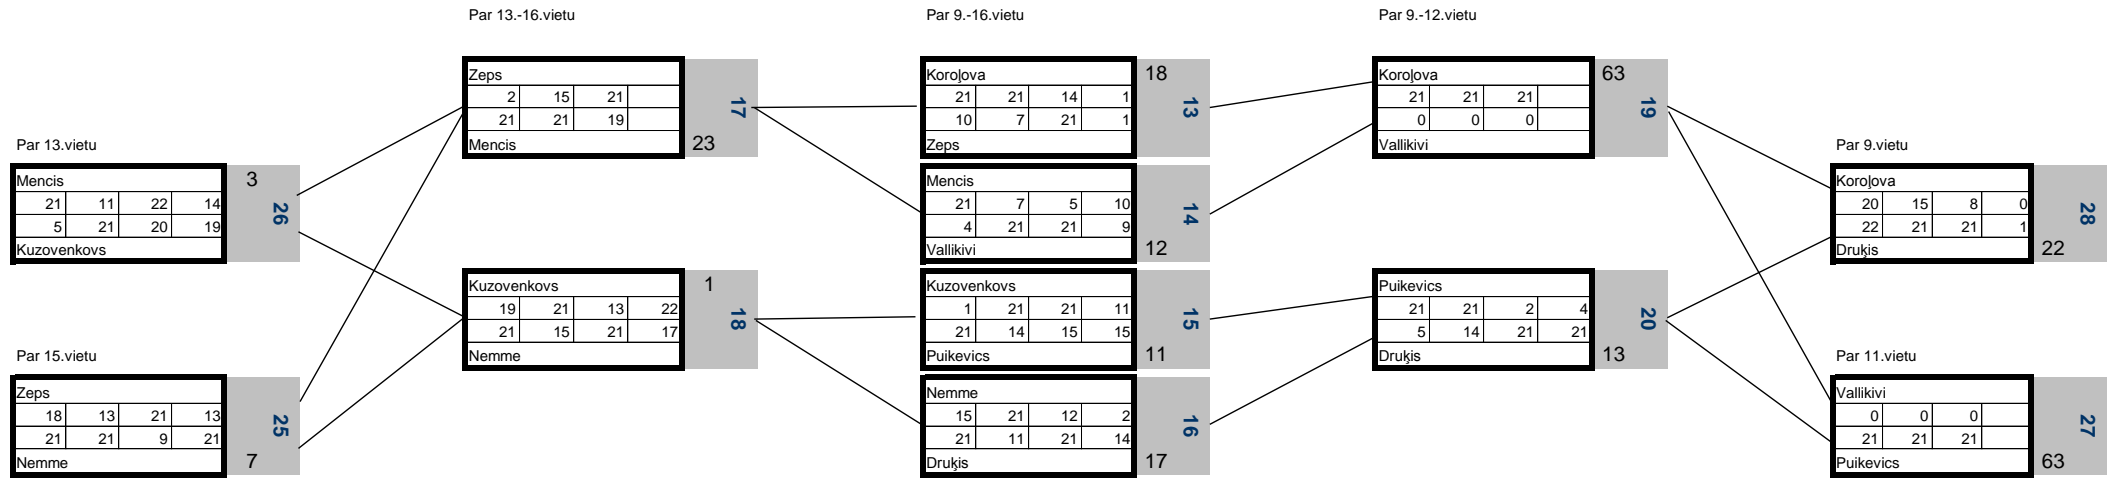 Par 13.-16.vietu
Par 9.-16.vietu
Par 9.-12.vietu
Par 13.vietu
Mencis 3
21 11 22 14
26
5 21 20 19
Kuzovenkovs
Par 15.vietu
Zeps
18 13 21 13
25
21 21 9 21
Nemme 7
Zeps
2 15 21
17
21 21 19
Mencis 23
Kuzovenkovs 1
19 21 13 22
18
21 15 21 17
Nemme
Koroļova 18
21 21 14 1
13
10 7 21 1
Zeps
Mencis
21 7 5 10
14
4 21 21 9
Vallikivi 12
Kuzovenkovs
1 21 21 11
15
21 14 15 15
Puikevics 11
Nemme
15 21 12 2
16
21 11 21 14
Druķis 17
Koroļova 63
21 21 21
19
0 0 0
Vallikivi
Puikevics
21 21 2 4
20
5 14 21 21
Druķis 13
Par 9.vietu
Koroļova
20 15 8 0
28
22 21 21 1
Druķis 22
Par 11.vietu
Vallikivi
0 0 0
27
21 21 21
Puikevics 63